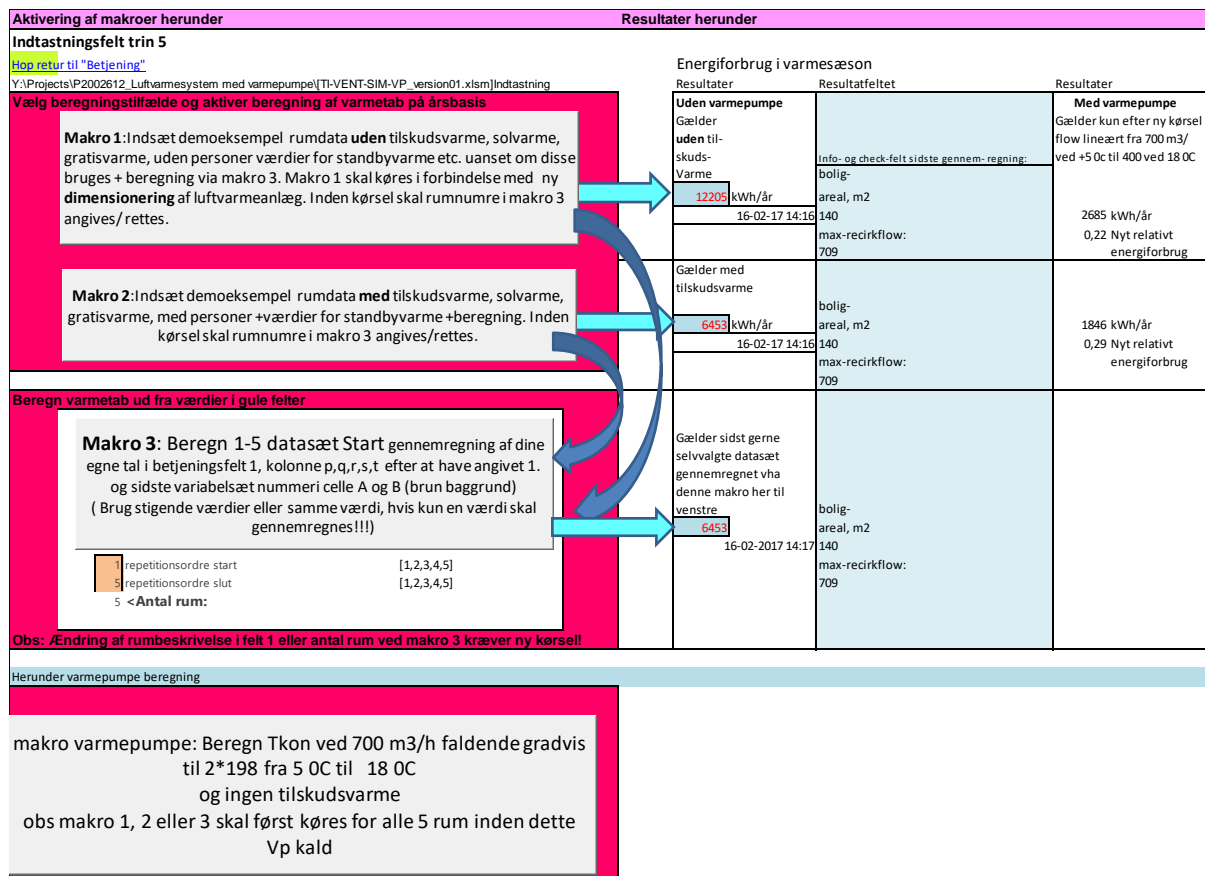 Aktivering af makroer herunder
Resultater herunder
Indtastningsfelt trin 5
Hop retur til "Betjening"
Energiforbrug i varmesæson
Y:\Projects\P2002612_Luftvarmesystem med varmepumpe\[TI-VENT-SIM-VP_version01.xlsm]Indtastning
Resultater
Resultatfeltet
Resultater
Vælg beregningstilfælde og aktiver beregning af varmetab på årsbasis
Makro 1:Indsæt demoeksempel rumdata uden tilskudsvarme, solvarme,
gratisvarme, uden personer værdier for standbyvarme etc. uanset om disse
bruges + beregning via makro 3. Makro 1 skal køres i forbindelse med ny
dimensionering af luftvarmeanlæg. Inden kørsel skal rumnumre i makro 3
angives/ rettes.
Uden varmepumpe
Gælder
uden til-
skuds-
Varme
12205 kWh/år
16-02-17 14:16
Info- og check-felt sidste gennem- regning:
bolig-
areal, m2
140
max-recirkflow:
709
Med varmepumpe
Gælder kun efter ny kørsel
flow lineært fra 700 m3/
ved +5 0c til 400 ved 18 0C
2685 kWh/år
0,22 Nyt relativt
energiforbrug
Makro 2:Indsæt demoeksempel rumdata med tilskudsvarme, solvarme,
gratisvarme, med personer +værdier for standbyvarme +beregning. Inden
kørsel skal rumnumre i makro 3 angives/rettes.
Gælder med
tilskudsvarme
6453 kWh/år
16-02-17 14:16
bolig-
areal, m2
140
max-recirkflow:
709
1846 kWh/år
0,29 Nyt relativt
energiforbrug
Beregn varmetab ud fra værdier i gule felter
Makro 3: Beregn 1-5 datasæt Start gennemregning af dine
egne tal i betjeningsfelt 1, kolonne p,q,r,s,t efter at have angivet 1.
og sidste variabelsæt nummeri celle A og B (brun baggrund)
( Brug stigende værdier eller samme værdi, hvis kun en værdi skal
gennemregnes!!!)
Gælder sidst gerne
selvvalgte datasæt
gennemregnet vha
denne makro her til
venstre
6453
16-02-2017 14:17
bolig-
areal, m2
140
max-recirkflow:
709
1 repetitionsordre start [1,2,3,4,5]
5 repetitionsordre slut [1,2,3,4,5]
5 <Antal rum:
Obs: Ændring af rumbeskrivelse i felt 1 eller antal rum ved makro 3 kræver ny kørsel!
Herunder varmepumpe beregning
makro varmepumpe: Beregn Tkon ved 700 m3/h faldende gradvis
til 2*198 fra 5 0C til 18 0C
og ingen tilskudsvarme
obs makro 1, 2 eller 3 skal først køres for alle 5 rum inden dette
Vp kald